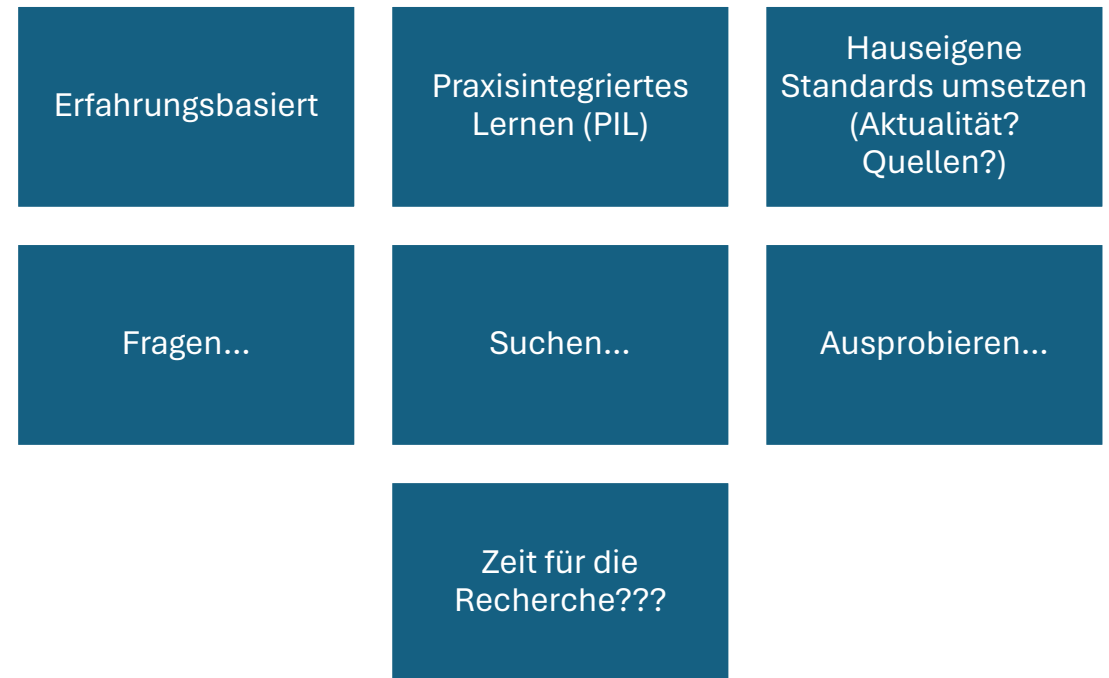 Erfahrungsbasiert
Praxisintegriertes
Lernen (PIL)
Hauseigene
Standards umsetzen
(Aktualität?
Quellen?)
Fragen...
Suchen...
Ausprobieren...
Zeit für die
Recherche???